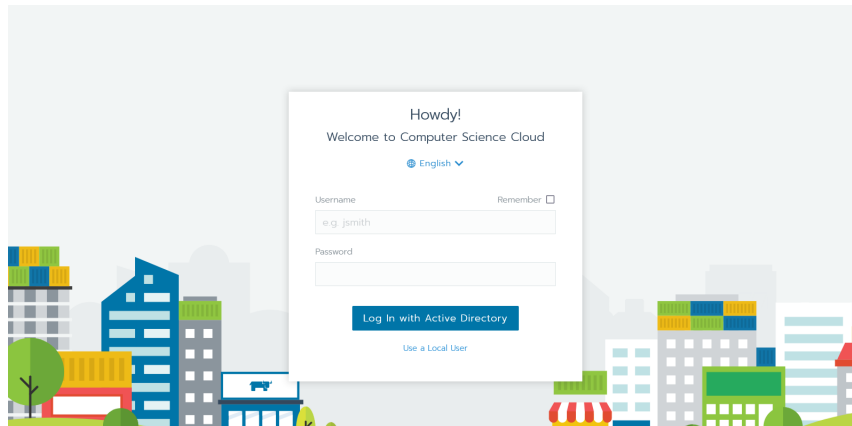 Howdy!
Welcome to Computer Science Cloud
English
Username
Remember
e.g. jsmith
Password
Log In with Active Directory
Use a Local User